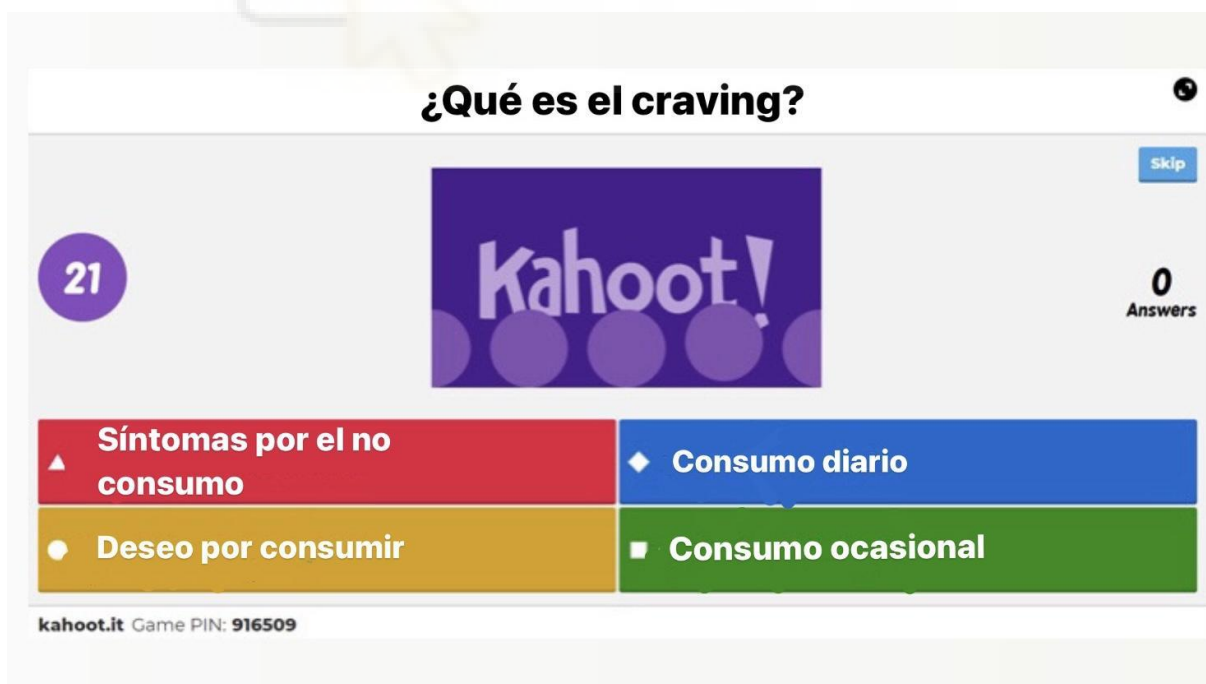 ¿Qué es el craving?
Skip
21
Kahoot!
0
Answers
Síntomas por el no
consumo
Consumo diario
Deseo por consumir
Consumo ocasional
kahoot.it Game PIN: 916509